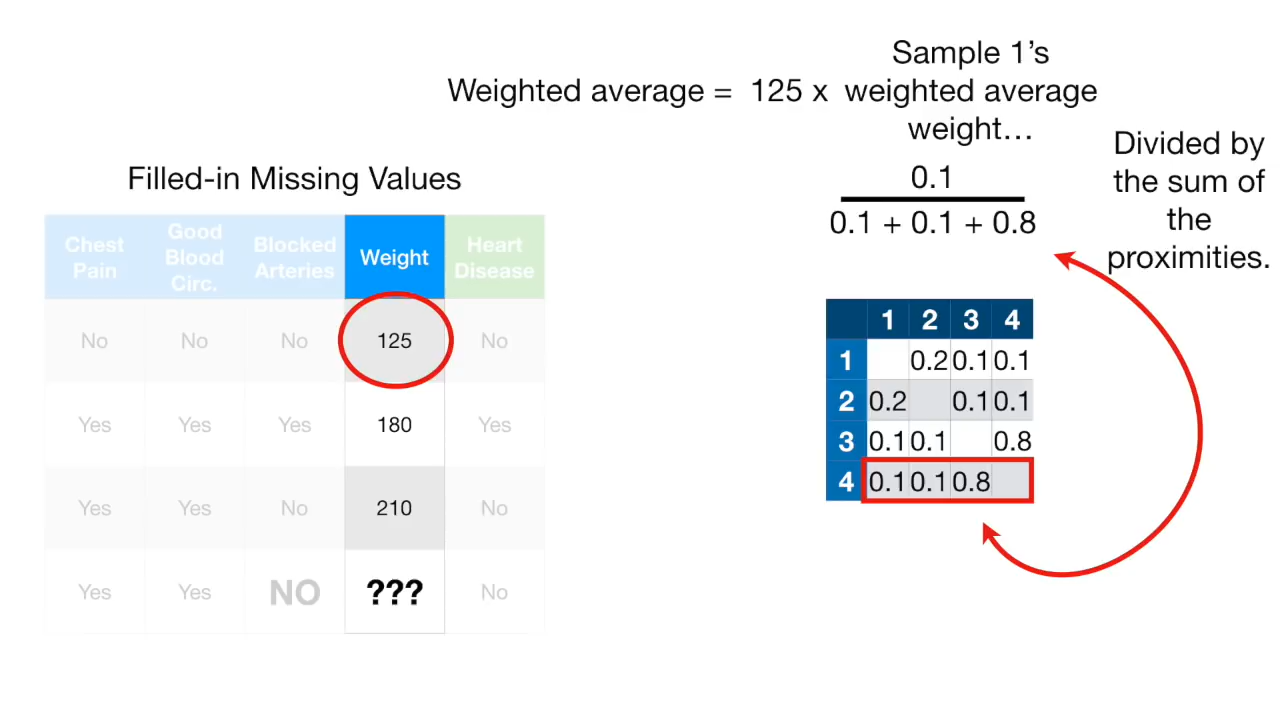 Sample 1's
Weighted average = 125 x weighted average
weight...
Divided by
the sum of
the
proximities.
0.1
0.1 + 0.1 + 0.8
Filled-in Missing Values
Chest Pain Good Blood Circ. Blocked Arteries Weight Heart Disease
No No No 125 No
Yes Yes Yes 180 Yes
Yes Yes No 210 No
Yes Yes NO ??? No
1 2 3 4
1 0.2 0.1 0.1
2 0.2 0.1 0.1
3 0.1 0.1 0.8
4 0.1 0.1 0.8